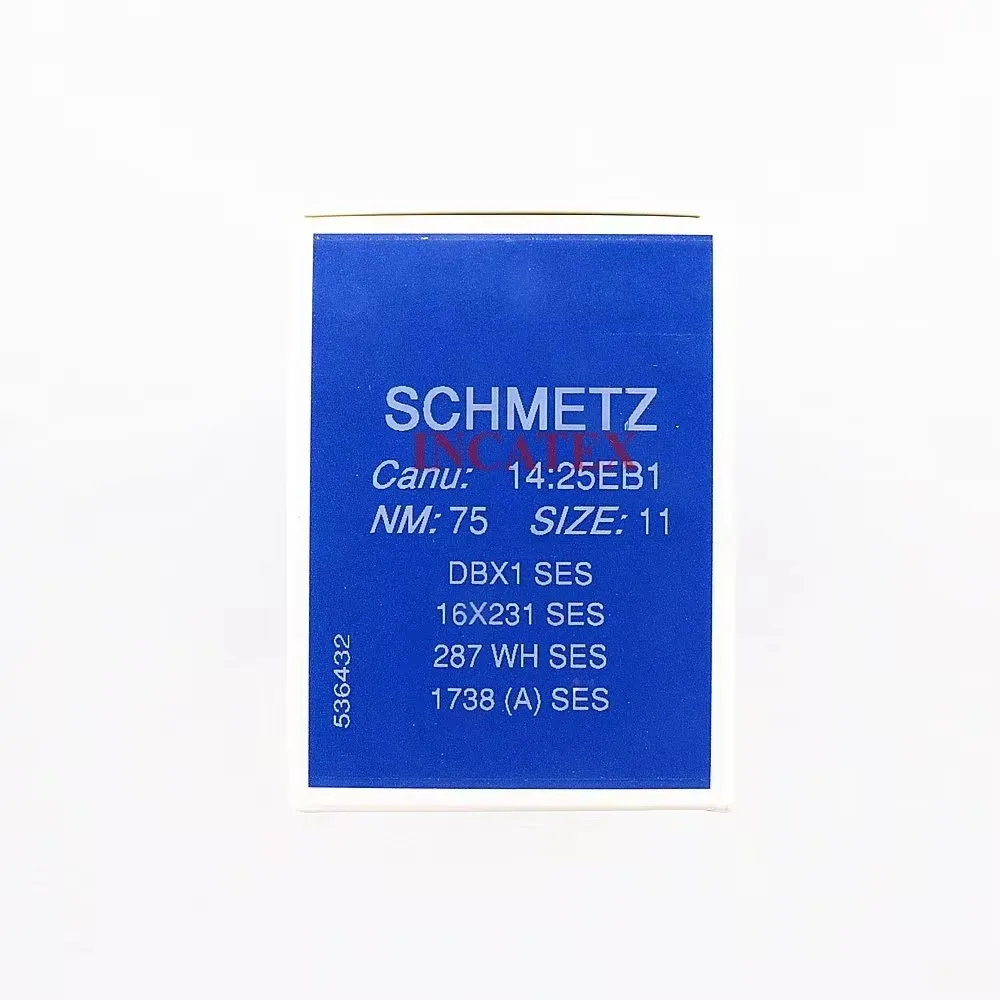 SCHMETZ
INCATEX
Canu: 14:25EB1
NM: 75 SIZE: 11
DBX1 SES
16X231 SES
287 WH SES
1738 (A) SES
536432